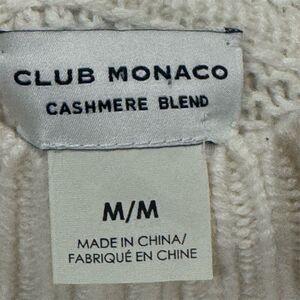 CLUB MONACO
CASHMERE BLEND
M/M
MADE IN CHINA/
FABRIQUÉ EN CHINE